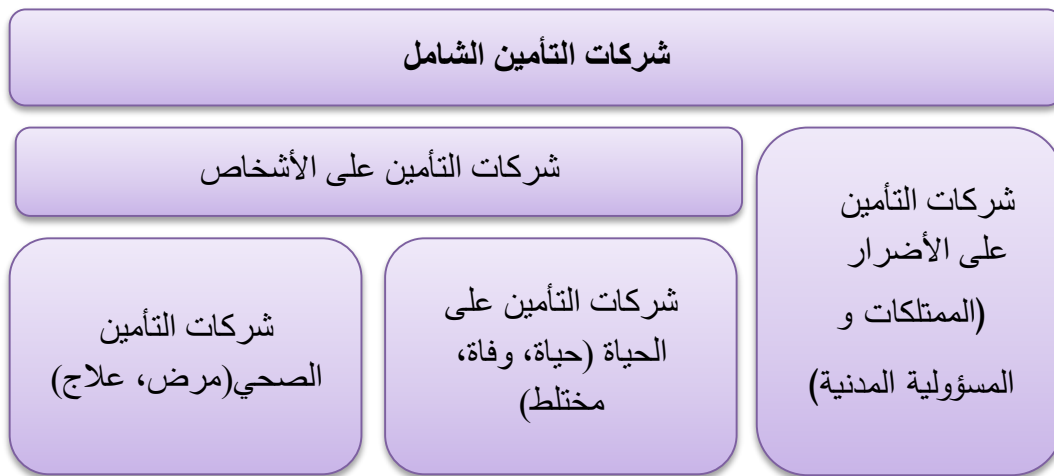 شركات التأمين الشامل
شركات التأمين على الأشخاص
شركات التأمين
على الأضرار
(الممتلكات و
المسؤولية المدنية)
شركات التأمين على
الحياة (حياة، وفاة،
مختلط)
شركات التأمين
الصحي(مرض، علاج)